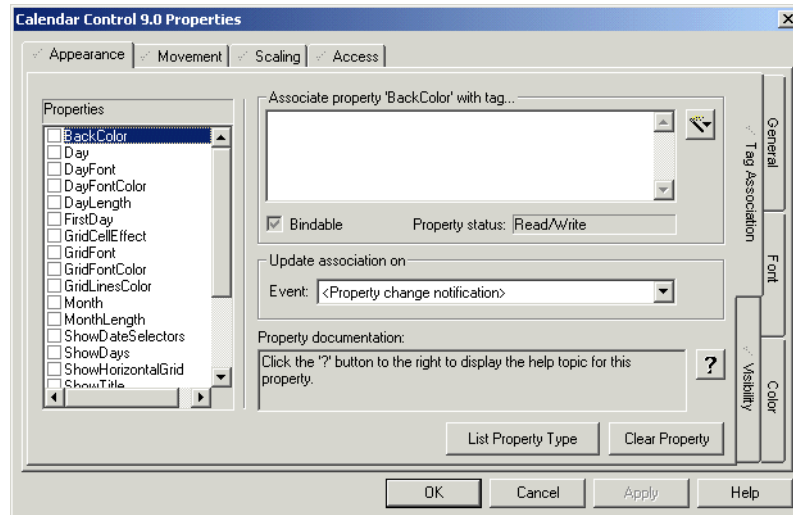 Calendar Control 9.0 Properties
Appearance Movement Scaling Access
Properties
BackColor
Day
DayFont
DayFontColor
DayLength
FirstDay
GridCellEffect
GridFont
GridFontColor
GridLinesColor
Month
MonthLength
ShowDateSelectors
ShowDays
ShowHorizontalGrid
ShowTitle
Associate property 'BackColor' with tag...
Bindable
Property status: Read/Write
Update association on
Event: <Property change notification>
Property documentation:
Click the '?' button to the right to display the help topic for this
property.
?
List Property Type Clear Property
Tag Association
Visibility
General
Font
Color
OK Cancel Apply Help